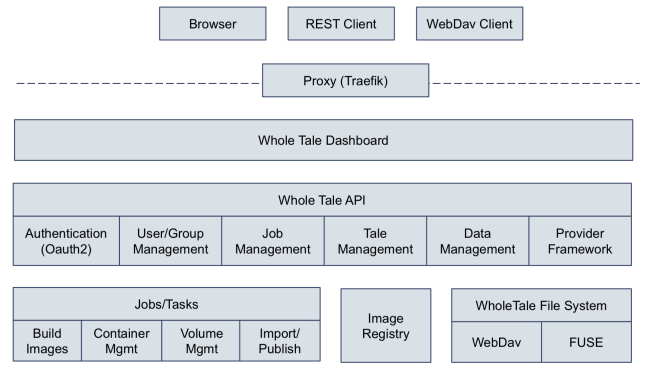 Browser
REST Client
WebDav Client
Proxy (Traefik)
Whole Tale Dashboard
Whole Tale API
Authentication
(Oauth2)
User/Group
Management
Job
Management
Tale
Management
Data
Management
Provider
Framework
Jobs/Tasks
Build
Images
Container
Mgmt
Volume
Mgmt
Import/
Publish
Image
Registry
WholeTale File System
WebDav
FUSE